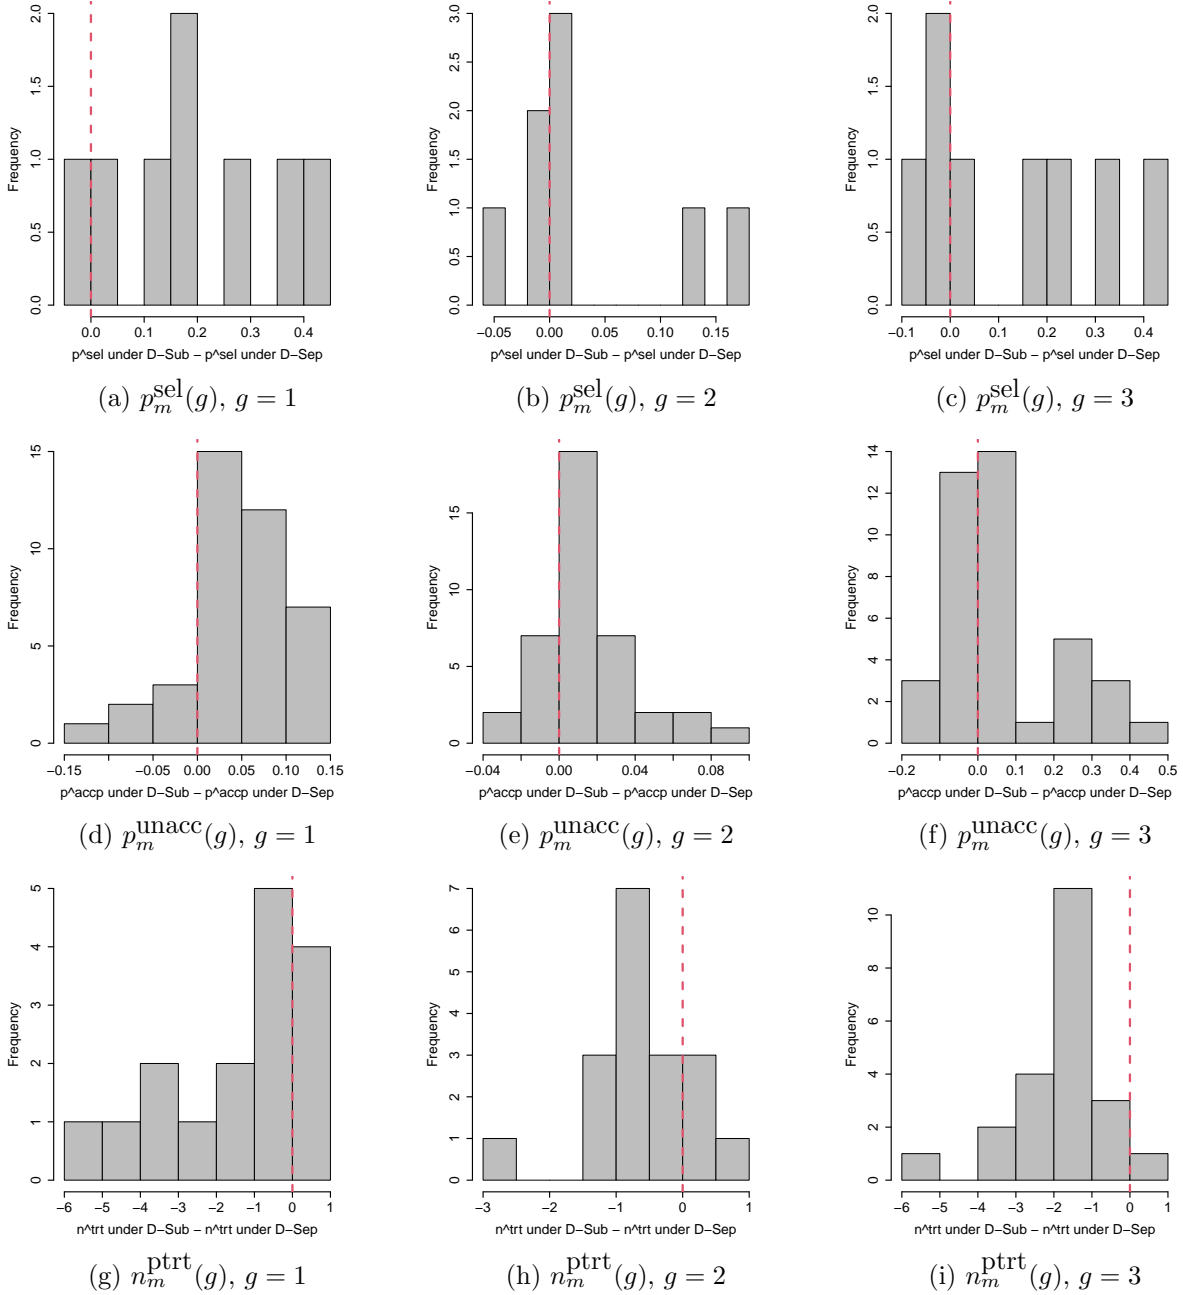 Frequency
0.0 0.5 1.0 1.5 2.0
0.0 0.1 0.2 0.3 0.4
p^sel under D−Sub − p^sel under D−Sep
(a) p_m^sel(g), g = 1
Frequency
0.0 0.5 1.0 1.5 2.0 2.5 3.0
−0.05 0.00 0.05 0.10 0.15
p^sel under D−Sub − p^sel under D−Sep
(b) p_m^sel(g), g = 2
Frequency
0.0 0.5 1.0 1.5 2.0
−0.1 0.0 0.1 0.2 0.3 0.4
p^sel under D−Sub − p^sel under D−Sep
(c) p_m^sel(g), g = 3
Frequency
0 5 10 15
−0.15 −0.05 0.00 0.05 0.10 0.15
p^accp under D−Sub − p^accp under D−Sep
(d) p_m^unacc(g), g = 1
Frequency
0 5 10 15
−0.04 0.00 0.04 0.08
p^accp under D−Sub − p^accp under D−Sep
(e) p_m^unacc(g), g = 2
Frequency
0 2 4 6 8 10 12 14
−0.2 0.0 0.1 0.2 0.3 0.4 0.5
p^accp under D−Sub − p^accp under D−Sep
(f) p_m^unacc(g), g = 3
Frequency
0 1 2 3 4 5
−6 −5 −4 −3 −2 −1 0 1
n^trt under D−Sub − n^trt under D−Sep
(g) n_m^ptrt(g), g = 1
Frequency
0 1 2 3 4 5 6 7
−3 −2 −1 0 1
n^trt under D−Sub − n^trt under D−Sep
(h) n_m^ptrt(g), g = 2
Frequency
0 2 4 6 8 10
−6 −5 −4 −3 −2 −1 0 1
n^trt under D−Sub − n^trt under D−Sep
(i) n_m^ptrt(g), g = 3